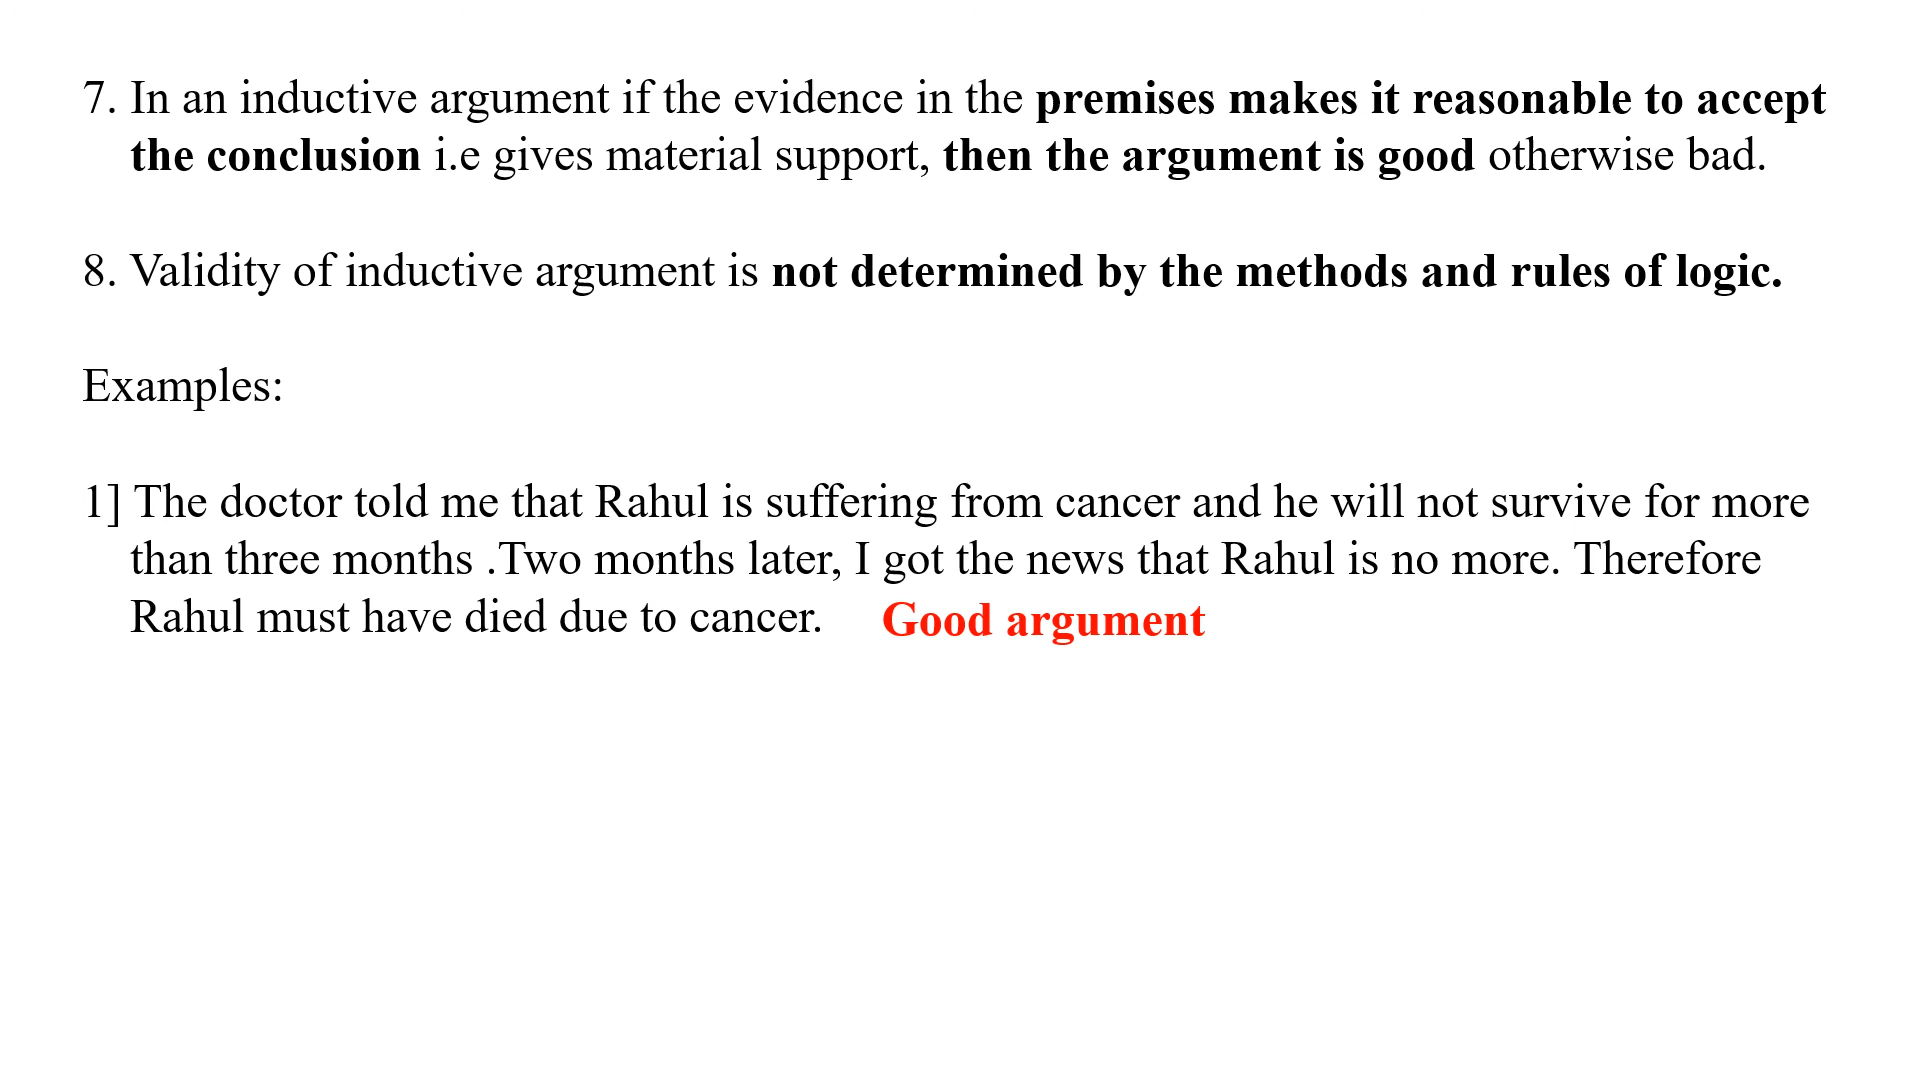 7. In an inductive argument if the evidence in the premises makes it reasonable to accept
the conclusion i.e gives material support, then the argument is good otherwise bad.
8. Validity of inductive argument is not determined by the methods and rules of logic.
Examples:
1] The doctor told me that Rahul is suffering from cancer and he will not survive for more
than three months .Two months later, I got the news that Rahul is no more. Therefore
Rahul must have died due to cancer. Good argument